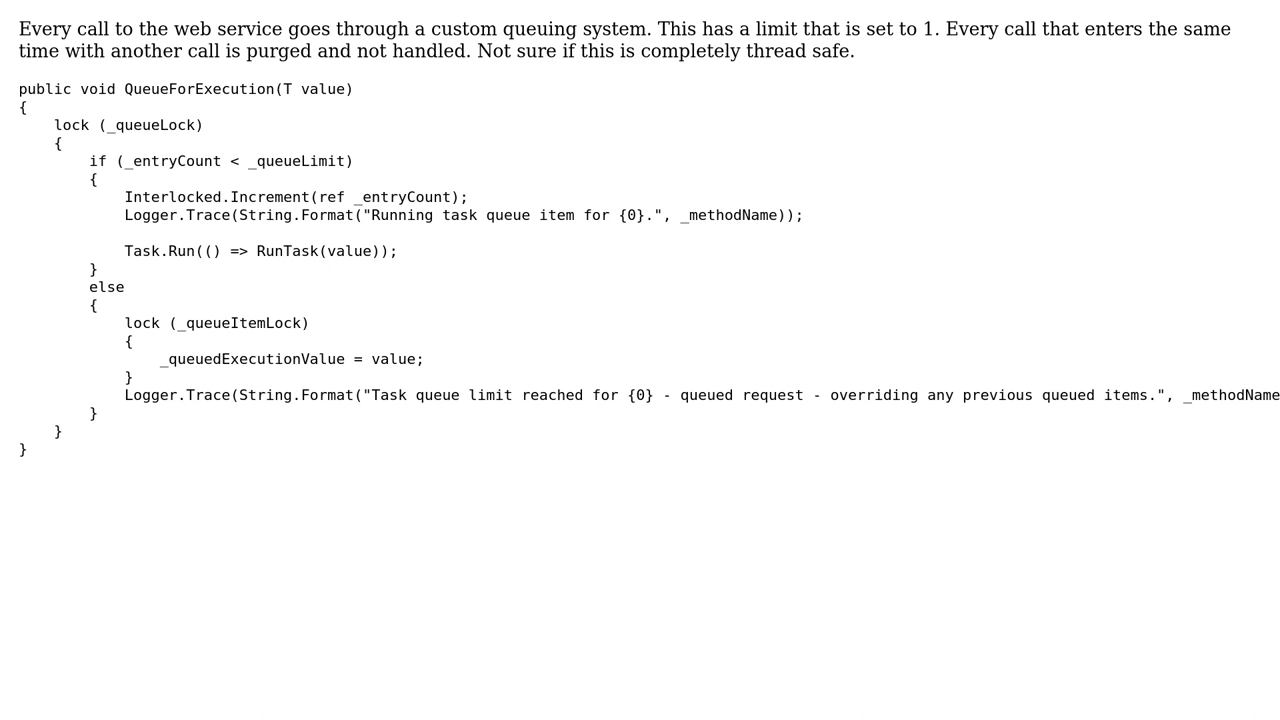 Every call to the web service goes through a custom queuing system. This has a limit that is set to 1. Every call that enters the same
time with another call is purged and not handled. Not sure if this is completely thread safe.
public void QueueForExecution(T value)
{
    lock (_queueLock)
    {
        if (_entryCount < _queueLimit)
        {
            Interlocked.Increment(ref _entryCount);
            Logger.Trace(String.Format("Running task queue item for {0}.", _methodName));

            Task.Run(() => RunTask(value));
        }
        else
        {
            lock (_queueItemLock)
            {
                _queuedExecutionValue = value;
            }
            Logger.Trace(String.Format("Task queue limit reached for {0} - queued request - overriding any previous queued items.", _methodName
        }
    }
}